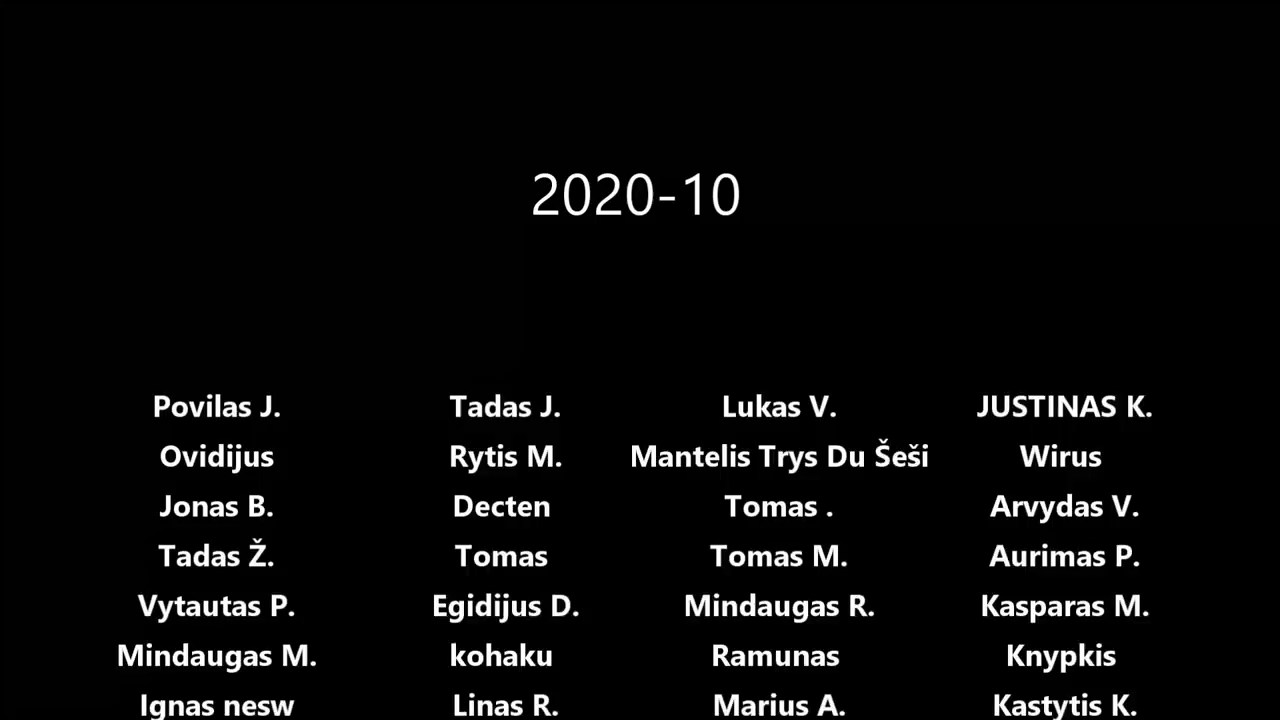 2020-10
Povilas J. Tadas J. Lukas V. JUSTINAS K.
Ovidijus Rytis M. Mantelis Trys Du Šeši Wirus
Jonas B. Decten Tomas . Arvydas V.
Tadas Ž. Tomas Tomas M. Aurimas P.
Vytautas P. Egidijus D. Mindaugas R. Kasparas M.
Mindaugas M. kohaku Ramunas Knypkis
Ignas nesw Linas R. Marius A. Kastytis K.